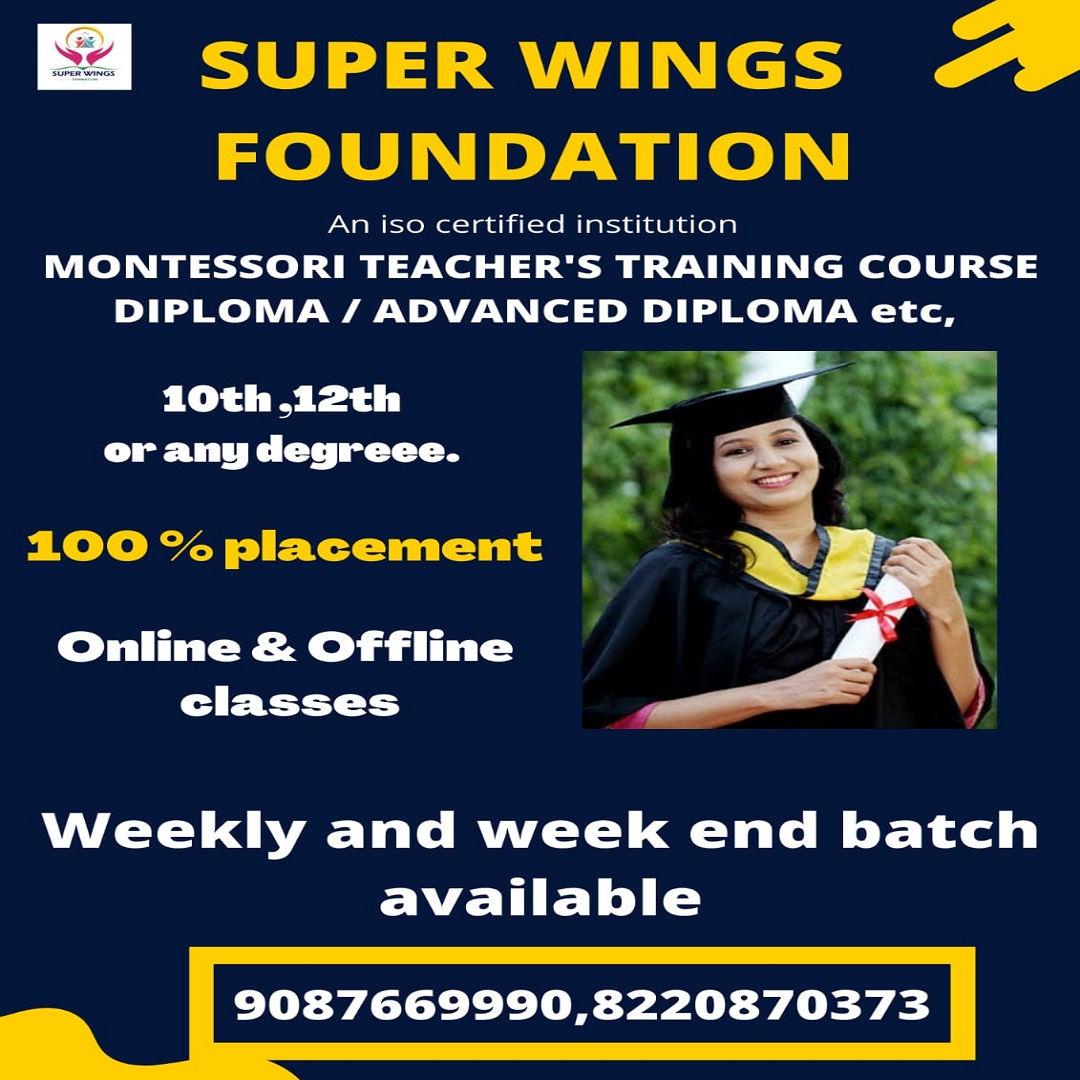 SUPER WINGS
SUPER WINGS
FOUNDATION
An iso certified institution
MONTESSORI TEACHER'S TRAINING COURSE
DIPLOMA / ADVANCED DIPLOMA etc,
10th ,12th
or any degreee.
100 % placement
Online & Offline
classes
Weekly and week end batch
available
9087669990,8220870373